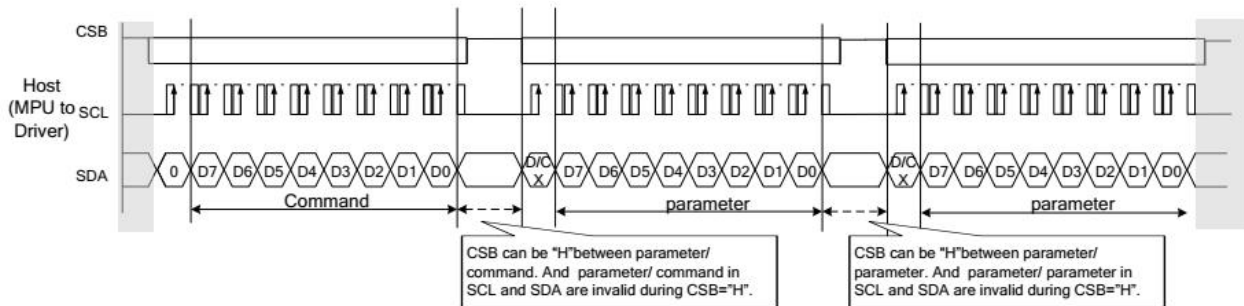 CSB
Host
(MPU to
Driver)
SCL
SDA
0 D7 D6 D5 D4 D3 D2 D1 D0 D/C X D7 D6 D5 D4 D3 D2 D1 D0 D/C X D7 D6 D5 D4 D3 D2 D1 D0
Command parameter parameter
CSB can be “H”between parameter/
command. And parameter/ command in
SCL and SDA are invalid during CSB=”H”.
CSB can be “H”between parameter/
parameter. And parameter/ parameter in
SCL and SDA are invalid during CSB=”H”.